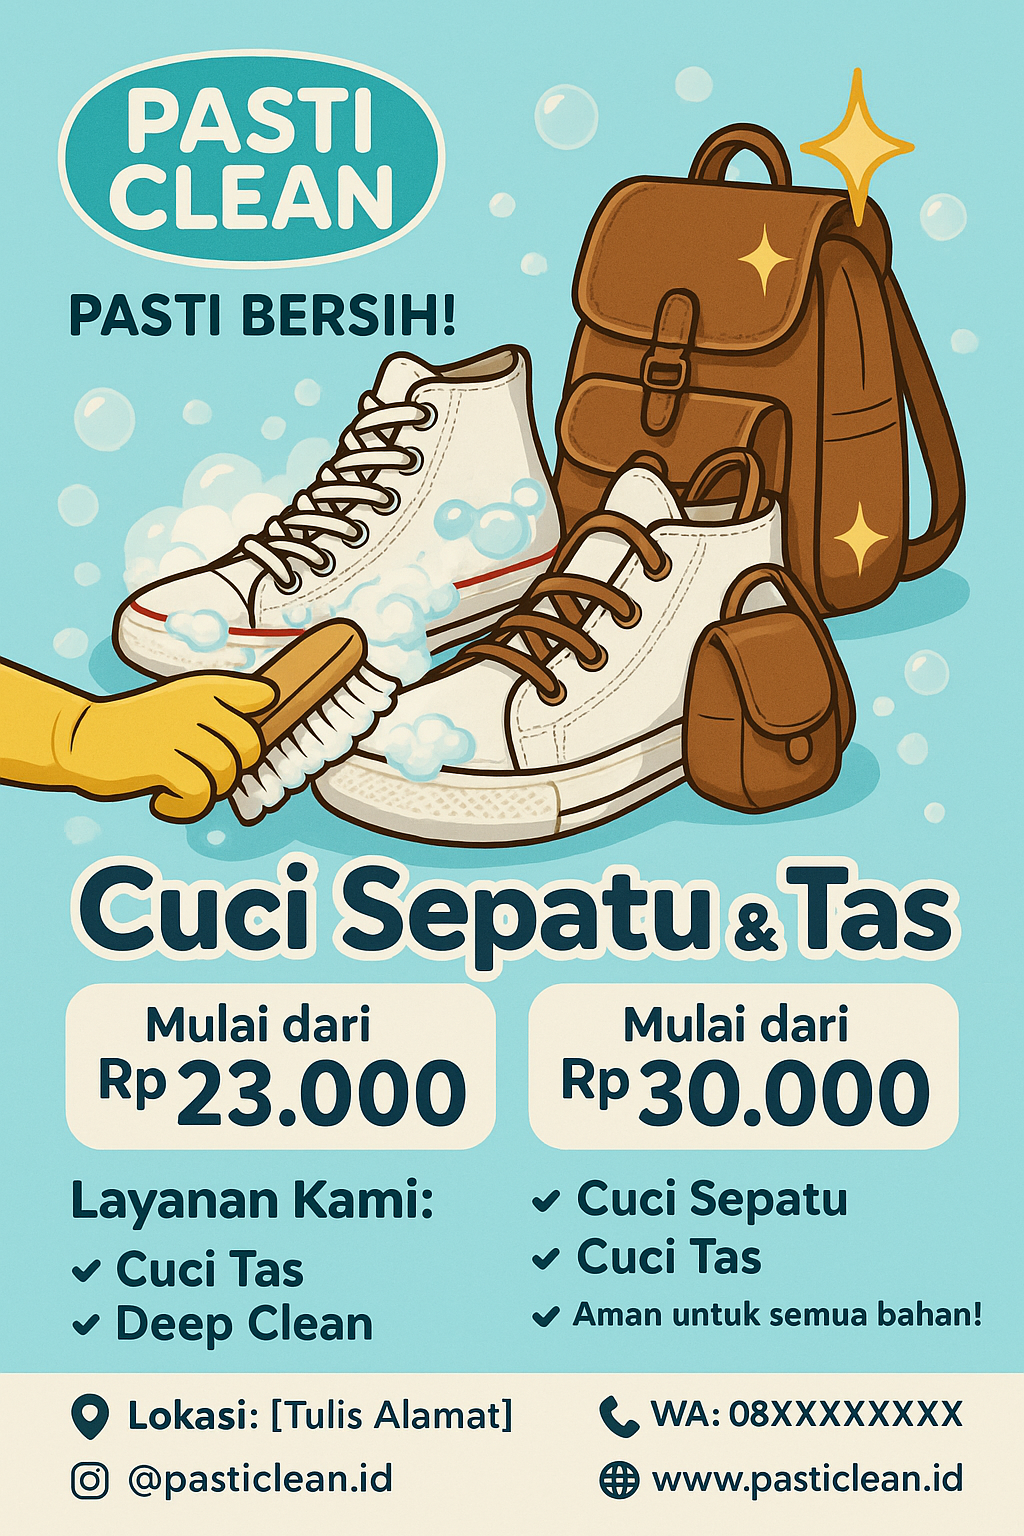 PASTI
CLEAN
PASTI BERSIH!
Cuci Sepatu & Tas
Mulai dari
Rp 23.000
Mulai dari
Rp 30.000
Layanan Kami:
✓ Cuci Tas
✓ Deep Clean
✓ Cuci Sepatu
✓ Cuci Tas
✓ Aman untuk semua bahan!
Lokasi: [Tulis Alamat]
@pasticlean.id
WA: 08XXXXXXXXX
www.pasticlean.id